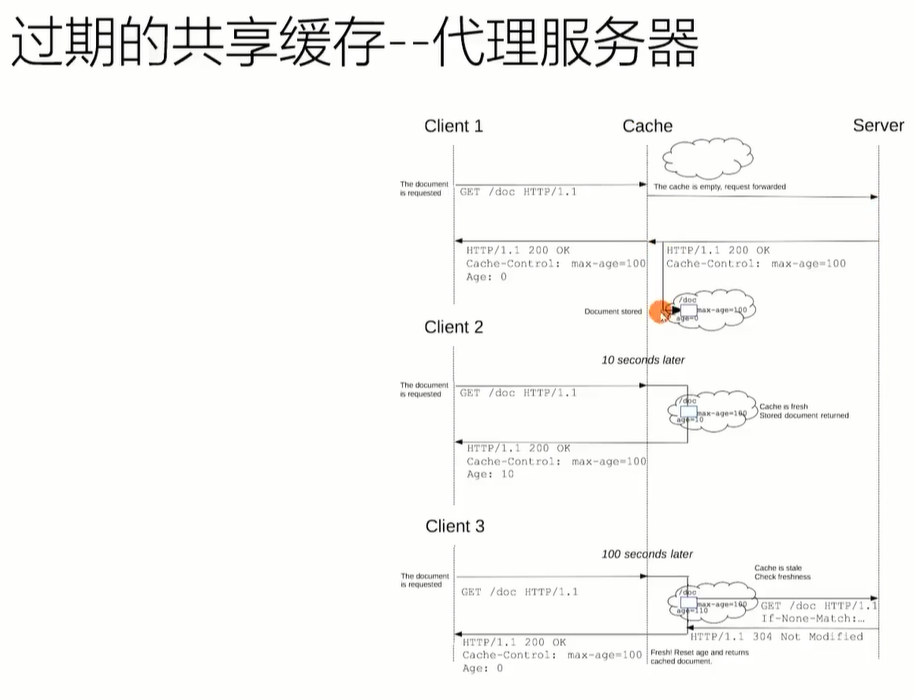 过期的共享缓存--代理服务器
Client 1
Cache
Server
The document
is requested
GET /doc HTTP/1.1
The cache is empty, request forwarded
HTTP/1.1 200 OK
Cache-Control: max-age=100
Age: 0
HTTP/1.1 200 OK
Cache-Control: max-age=100
Document stored
/doc
max-age=100
age=0
Client 2
10 seconds later
The document
is requested
GET /doc HTTP/1.1
/doc
max-age=100
age=10
Cache is fresh
Stored document returned
HTTP/1.1 200 OK
Cache-Control: max-age=100
Age: 10
Client 3
100 seconds later
The document
is requested
GET /doc HTTP/1.1
Cache is stale
Check freshness
/doc
max-age=100
age=110
GET /doc HTTP/1.1
If-None-Match:…
HTTP/1.1 304 Not Modified
HTTP/1.1 200 OK
Cache-Control: max-age=100
Age: 0
Fresh! Reset age and returns
cached document.